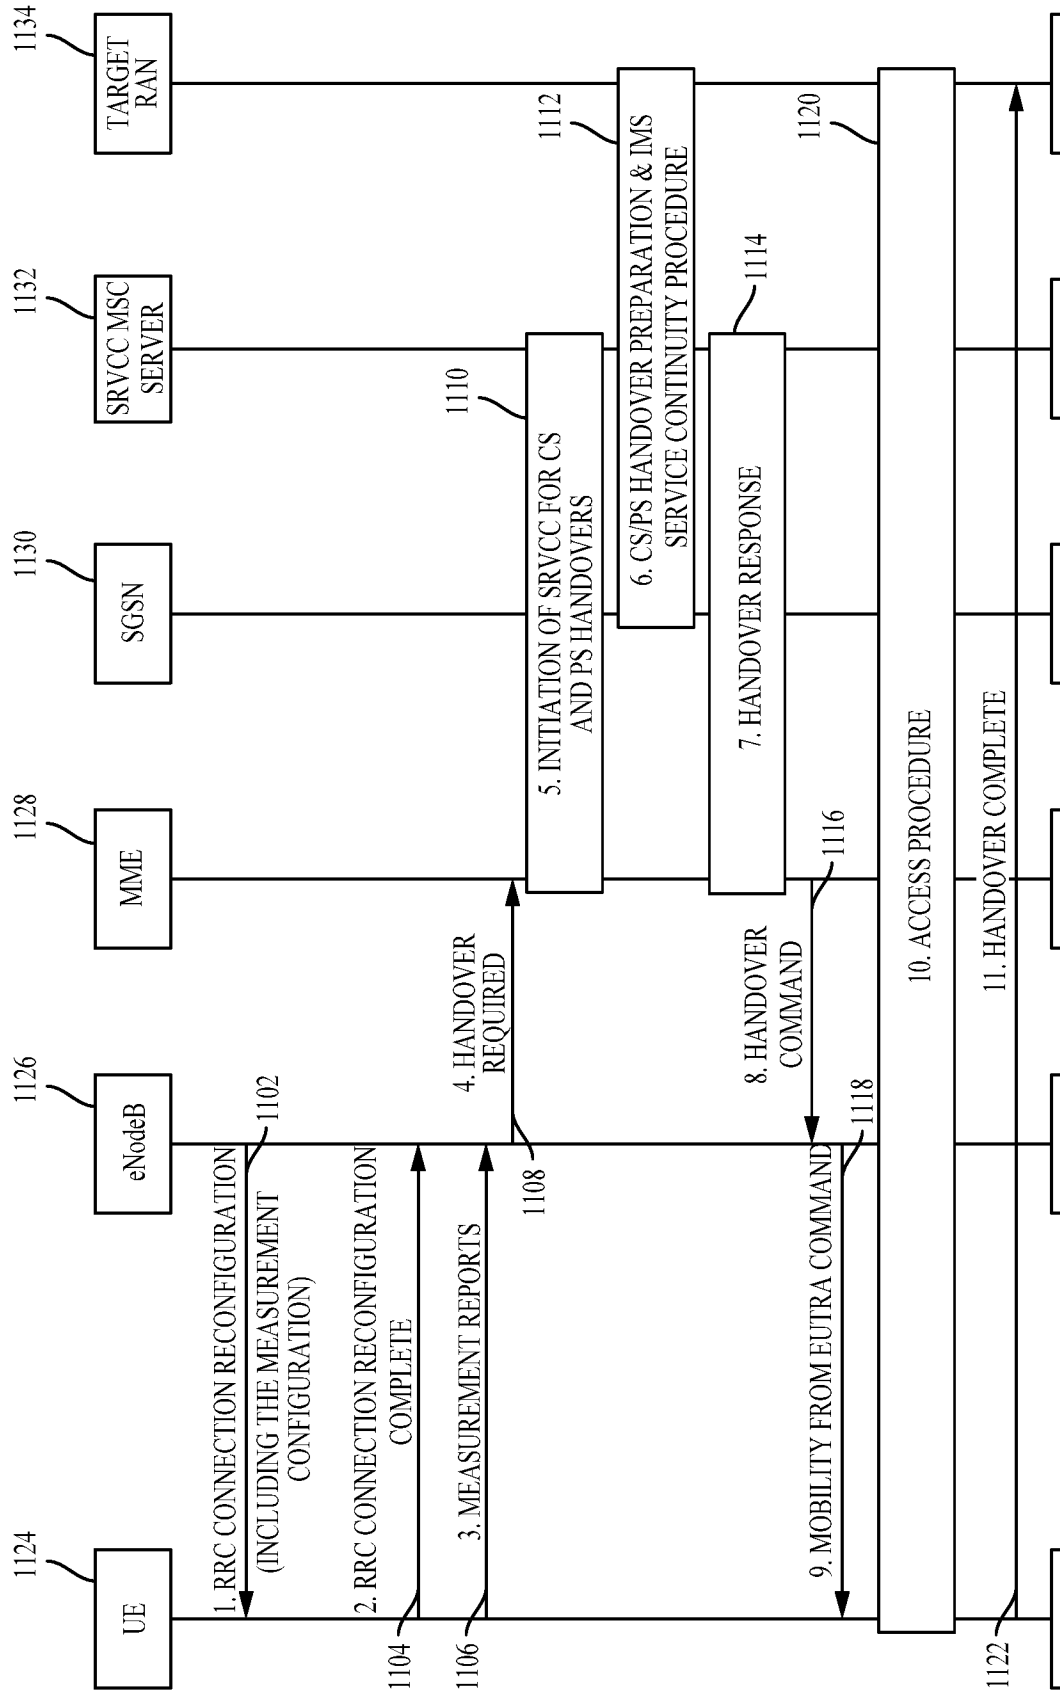 1124
1126
1128
1130
1132
1134
UE
eNodeB
MME
SGSN
SRVCC MSC
SERVER
TARGET
RAN
1. RRC CONNECTION RECONFIGURATION
1102
(INCLUDING THE MEASUREMENT
CONFIGURATION)
2. RRC CONNECTION RECONFIGURATION
COMPLETE
1104
3. MEASUREMENT REPORTS
1106
4. HANDOVER
REQUIRED
1108
1110
5. INITIATION OF SRVCC FOR CS
AND PS HANDOVERS
1112
6. CS/PS HANDOVER PREPARATION & IMS
SERVICE CONTINUITY PROCEDURE
7. HANDOVER RESPONSE
1114
8. HANDOVER
COMMAND
1116
9. MOBILITY FROM EUTRA COMMAND
1118
1120
10. ACCESS PROCEDURE
11. HANDOVER COMPLETE
1122